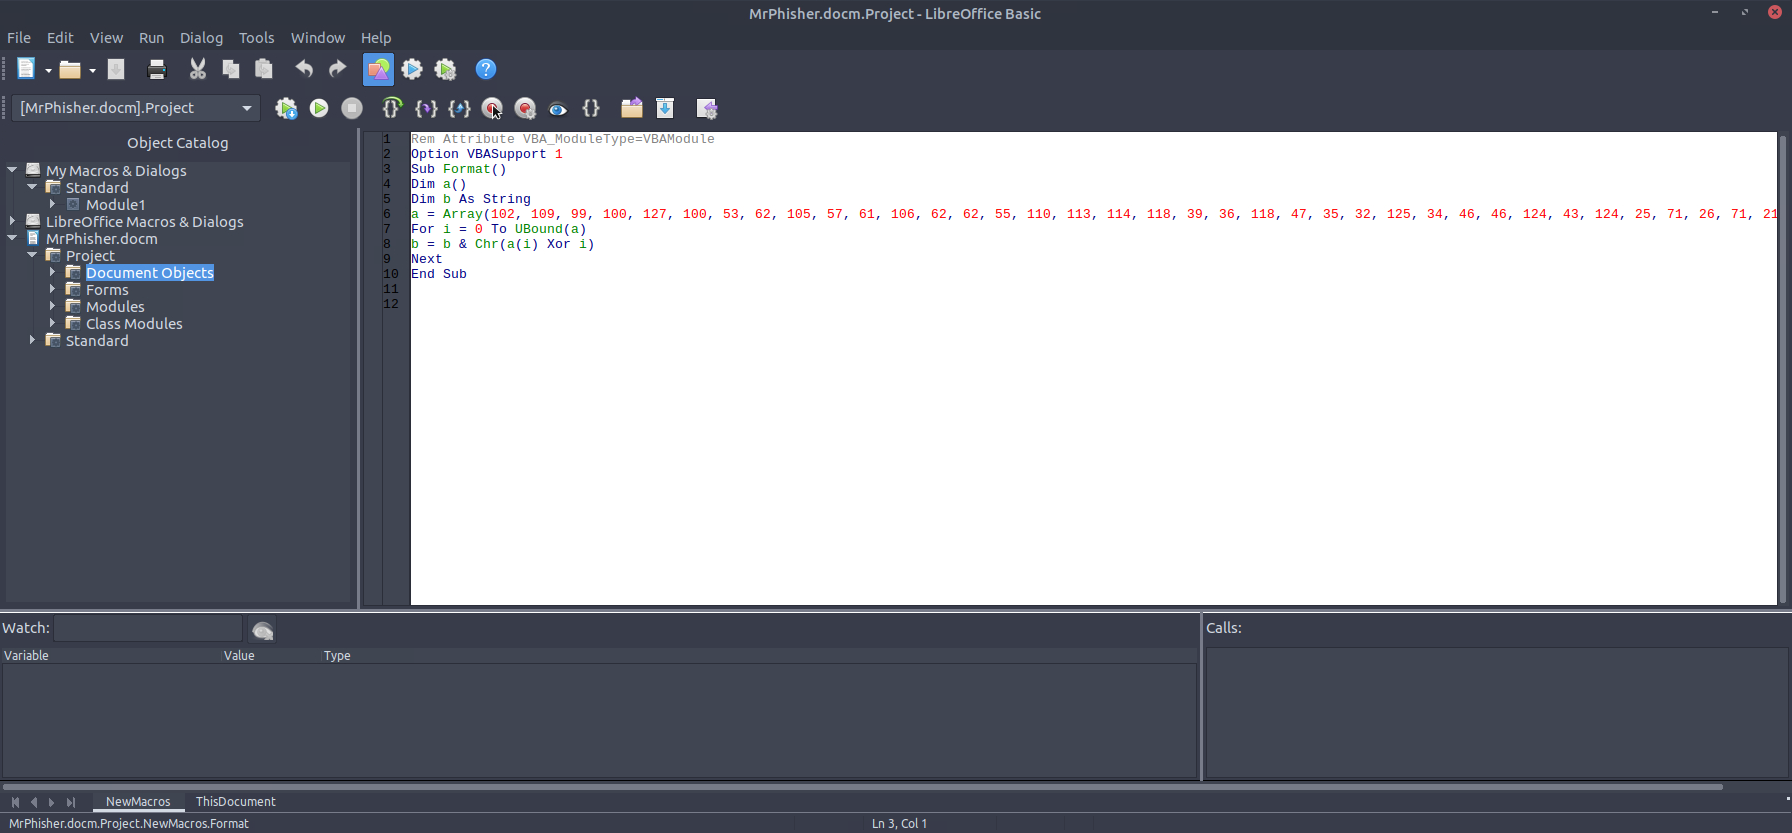 MrPhisher.docm.Project - LibreOffice Basic
File Edit View Run Dialog Tools Window Help
[MrPhisher.docm].Project
Object Catalog
My Macros & Dialogs
Standard
Module1
LibreOffice Macros & Dialogs
MrPhisher.docm
Project
Document Objects
Forms
Modules
Class Modules
Standard
1 Rem Attribute VBA_ModuleType=VBAModule
2 Option VBASupport 1
3 Sub Format()
4 Dim a()
5 Dim b As String
6 a = Array(102, 109, 99, 100, 127, 100, 53, 62, 105, 57, 61, 106, 62, 62, 55, 110, 113, 114, 118, 39, 36, 118, 47, 35, 32, 125, 34, 46, 46, 124, 43, 124, 25, 71, 26, 71, 21
7 For i = 0 To UBound(a)
8 b = b & Chr(a(i) Xor i)
9 Next
10 End Sub
11
12
Watch:
Variable Value Type
Calls:
NewMacros ThisDocument
MrPhisher.docm.Project.NewMacros.Format Ln 3, Col 1